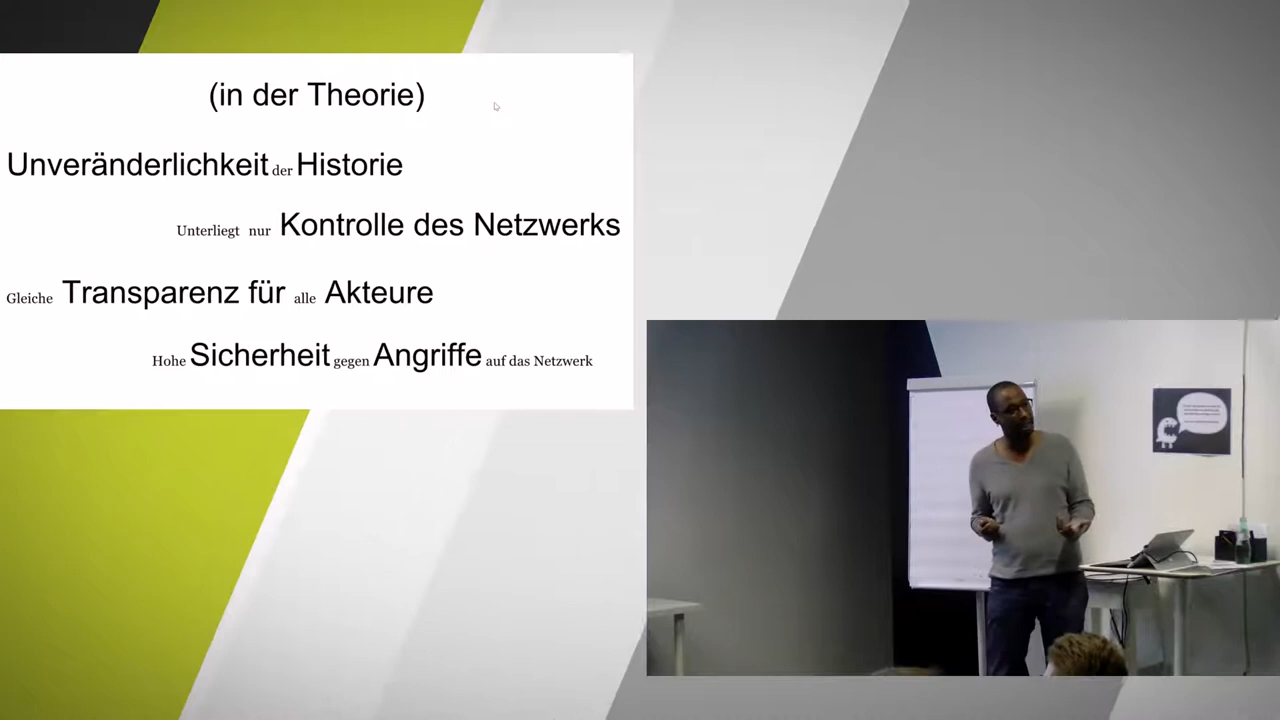 (in der Theorie)
Unveränderlichkeit der Historie
Unterliegt nur Kontrolle des Netzwerks
Gleiche Transparenz für alle Akteure
Hohe Sicherheit gegen Angriffe auf das Netzwerk